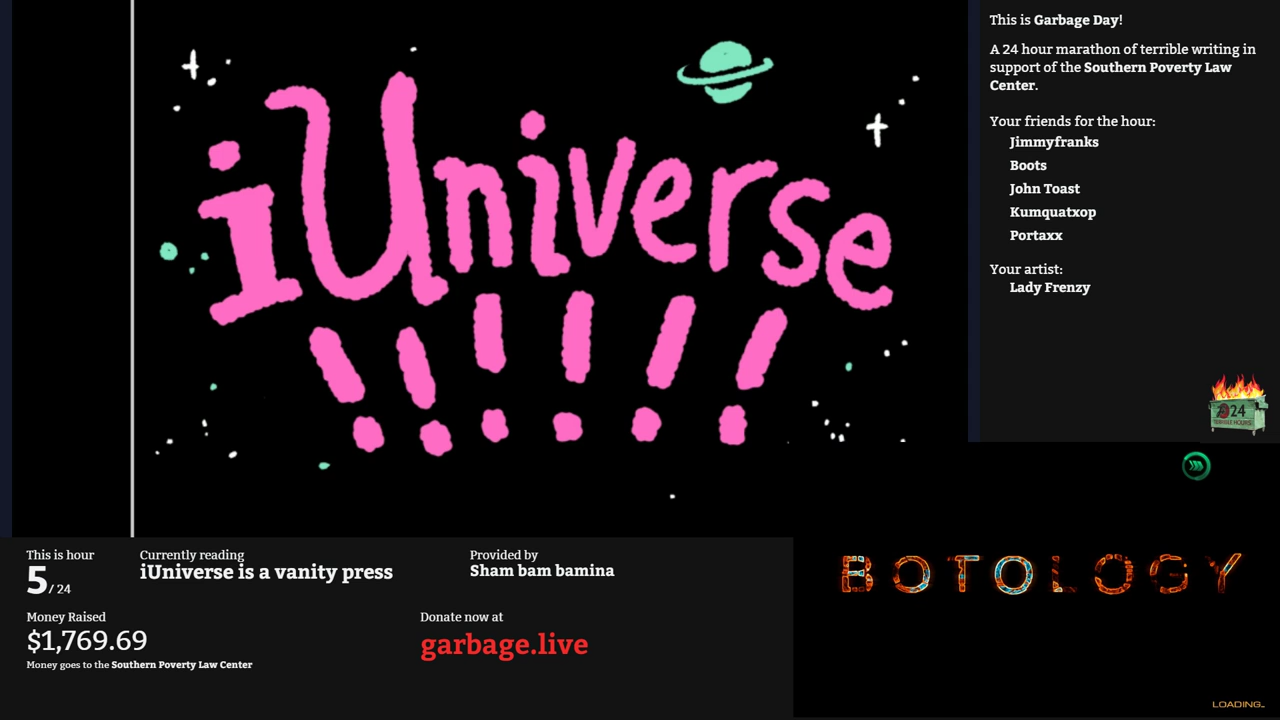 iUniverse
!!!!!!
This is Garbage Day!
A 24 hour marathon of terrible writing in
support of the Southern Poverty Law
Center.
Your friends for the hour:
Jimmyfranks
Boots
John Toast
Kumquatxop
Portaxx
Your artist:
Lady Frenzy
24
This is hour
5 / 24
Currently reading
iUniverse is a vanity press
Provided by
Sham bam bamina
Money Raised
$1,769.69
Money goes to the Southern Poverty Law Center
Donate now at
garbage.live
BOTOLOGY
LOADING..